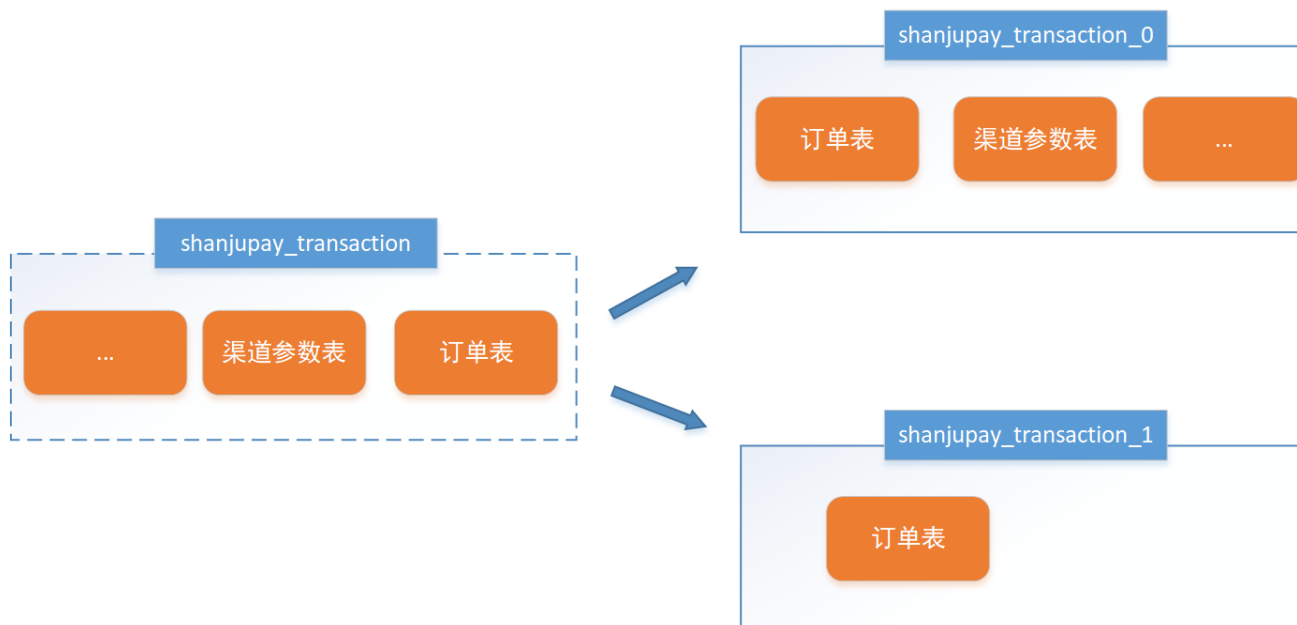 shanjupay_transaction_0
订单表
渠道参数表
...
shanjupay_transaction
...
渠道参数表
订单表
shanjupay_transaction_1
订单表